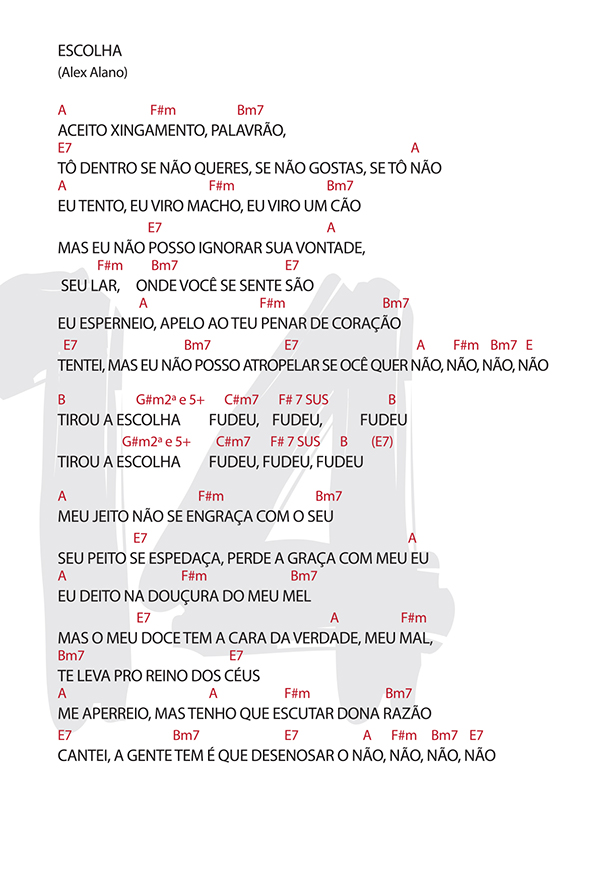 ESCOLHA
(Alex Alano)
A F#m Bm7
ACEITO XINGAMENTO, PALAVRÃO,
E7 A
TÔ DENTRO SE NÃO QUERES, SE NÃO GOSTAS, SE TÔ NÃO
A F#m Bm7
EU TENTO, EU VIRO MACHO, EU VIRO UM CÃO
E7 A
MAS EU NÃO POSSO IGNORAR SUA VONTADE,
F#m Bm7 E7
SEU LAR, ONDE VOCÊ SE SENTE SÃO
A F#m Bm7
EU ESPERNEIO, APELO AO TEU PENAR DE CORAÇÃO
E7 Bm7 E7 A F#m Bm7 E
TENTEI, MAS EU NÃO POSSO ATROPELAR SE OCÊ QUER NÃO, NÃO, NÃO, NÃO
B G#m2ª e 5+ C#m7 F# 7 SUS B
TIROU A ESCOLHA FUDEU, FUDEU, FUDEU
G#m2ª e 5+ C#m7 F# 7 SUS B (E7)
TIROU A ESCOLHA FUDEU, FUDEU, FUDEU
A F#m Bm7
MEU JEITO NÃO SE ENGRAÇA COM O SEU
E7 A
SEU PEITO SE ESPEDAÇA, PERDE A GRAÇA COM MEU EU
A F#m Bm7
EU DEITO NA DOUÇURA DO MEU MEL
E7 A F#m
MAS O MEU DOCE TEM A CARA DA VERDADE, MEU MAL,
Bm7 E7
TE LEVA PRO REINO DOS CÉUS
A A F#m Bm7
ME APERREIO, MAS TENHO QUE ESCUTAR DONA RAZÃO
E7 Bm7 E7 A F#m Bm7 E7
CANTEI, A GENTE TEM É QUE DESENOSAR O NÃO, NÃO, NÃO, NÃO
14